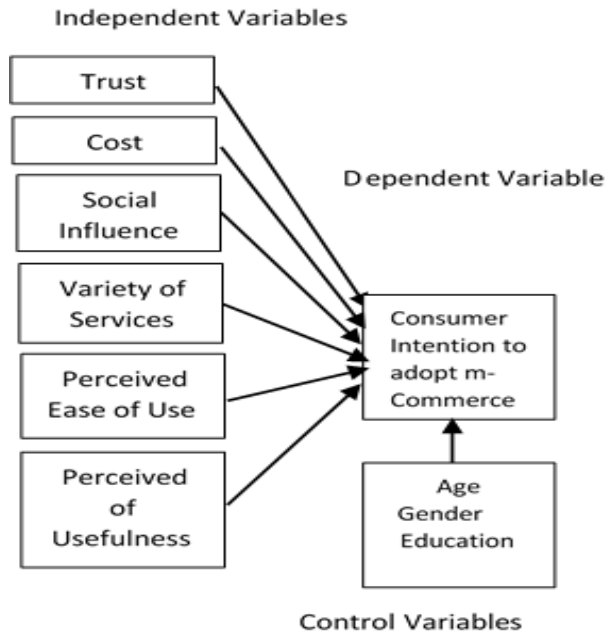 Independent Variables
Trust
Cost
Social
Influence
Variety of
Services
Perceived
Ease of Use
Perceived
of
Usefulness
Dependent Variable
Consumer
Intention to
adopt m-
Commerce
Age
Gender
Education
Control Variables